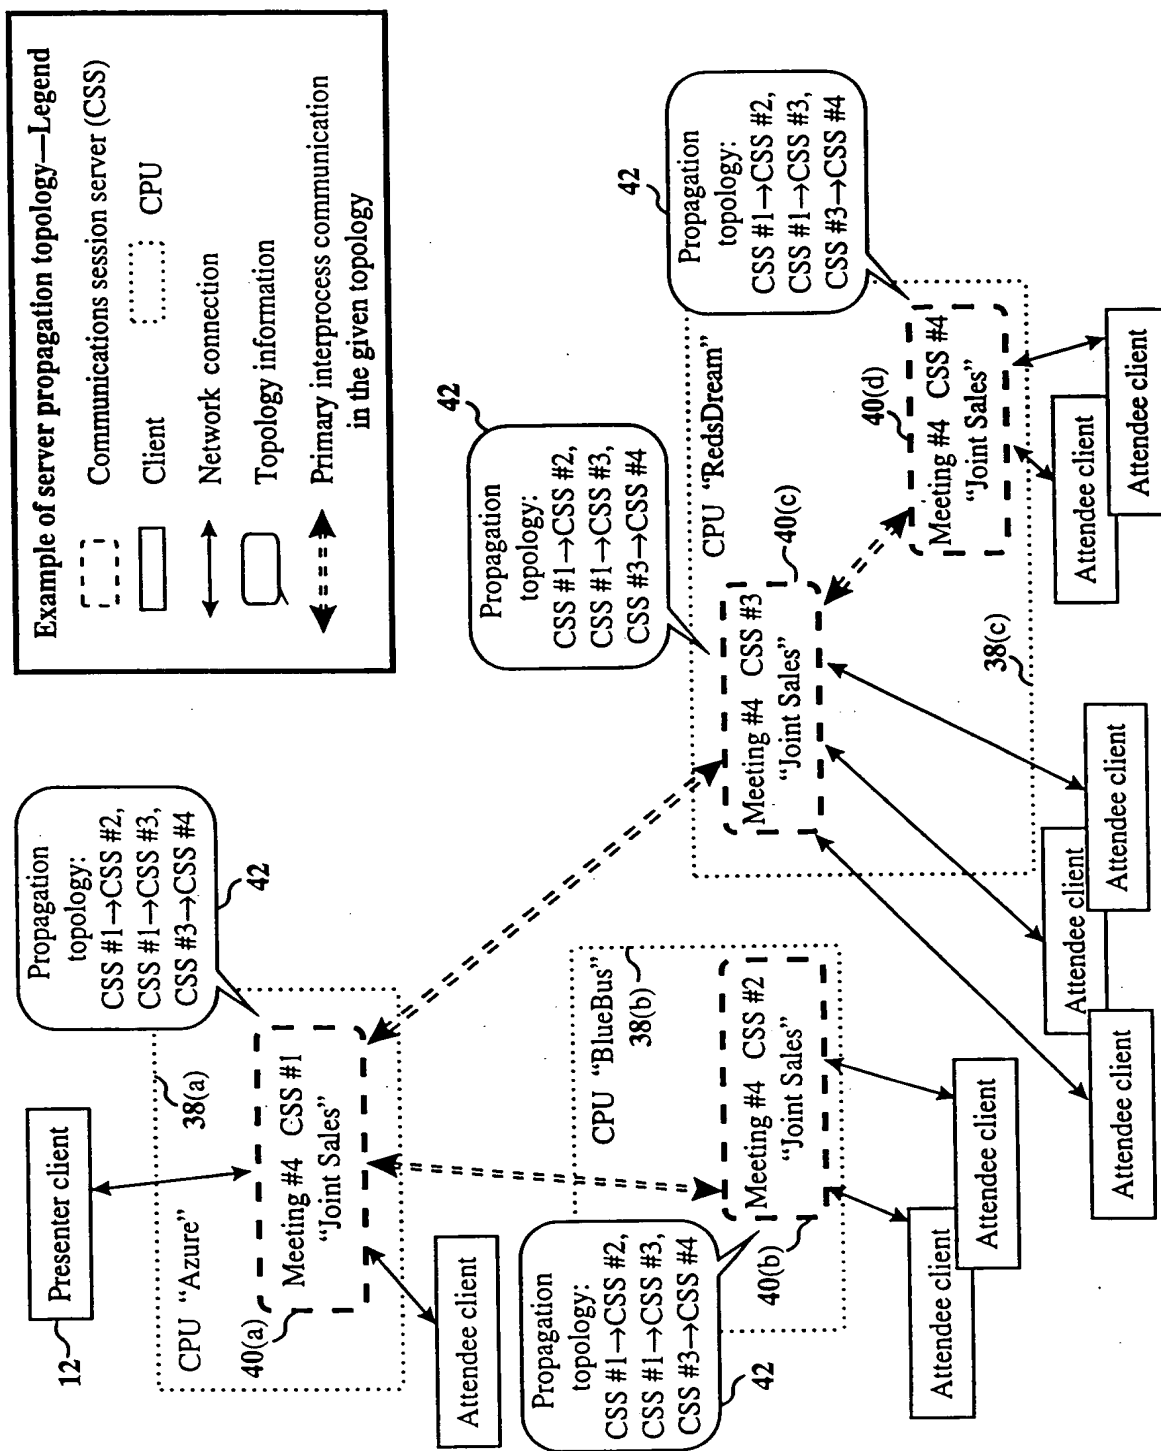 Example of server propagation topology—Legend
Communications session server (CSS)
Client
CPU
Network connection
Topology information
Primary interprocess communication
in the given topology
12
Presenter client
38(a)
CPU “Azure”
Propagation
topology:
CSS #1→CSS #2,
CSS #1→CSS #3,
CSS #3→CSS #4
42
40(a)
Meeting #4 CSS #1
“Joint Sales”
Attendee client
Propagation
topology:
CSS #1→CSS #2,
CSS #1→CSS #3,
CSS #3→CSS #4
42
CPU “BlueBus”
38(b)
40(b)
Meeting #4 CSS #2
“Joint Sales”
Attendee client
Attendee client
Propagation
topology:
CSS #1→CSS #2,
CSS #1→CSS #3,
CSS #3→CSS #4
42
CPU “RedsDream”
40(c)
Meeting #4 CSS #3
“Joint Sales”
38(c)
Attendee client
Attendee client
Attendee client
Propagation
topology:
CSS #1→CSS #2,
CSS #1→CSS #3,
CSS #3→CSS #4
42
40(d)
Meeting #4 CSS #4
“Joint Sales”
Attendee client
Attendee client